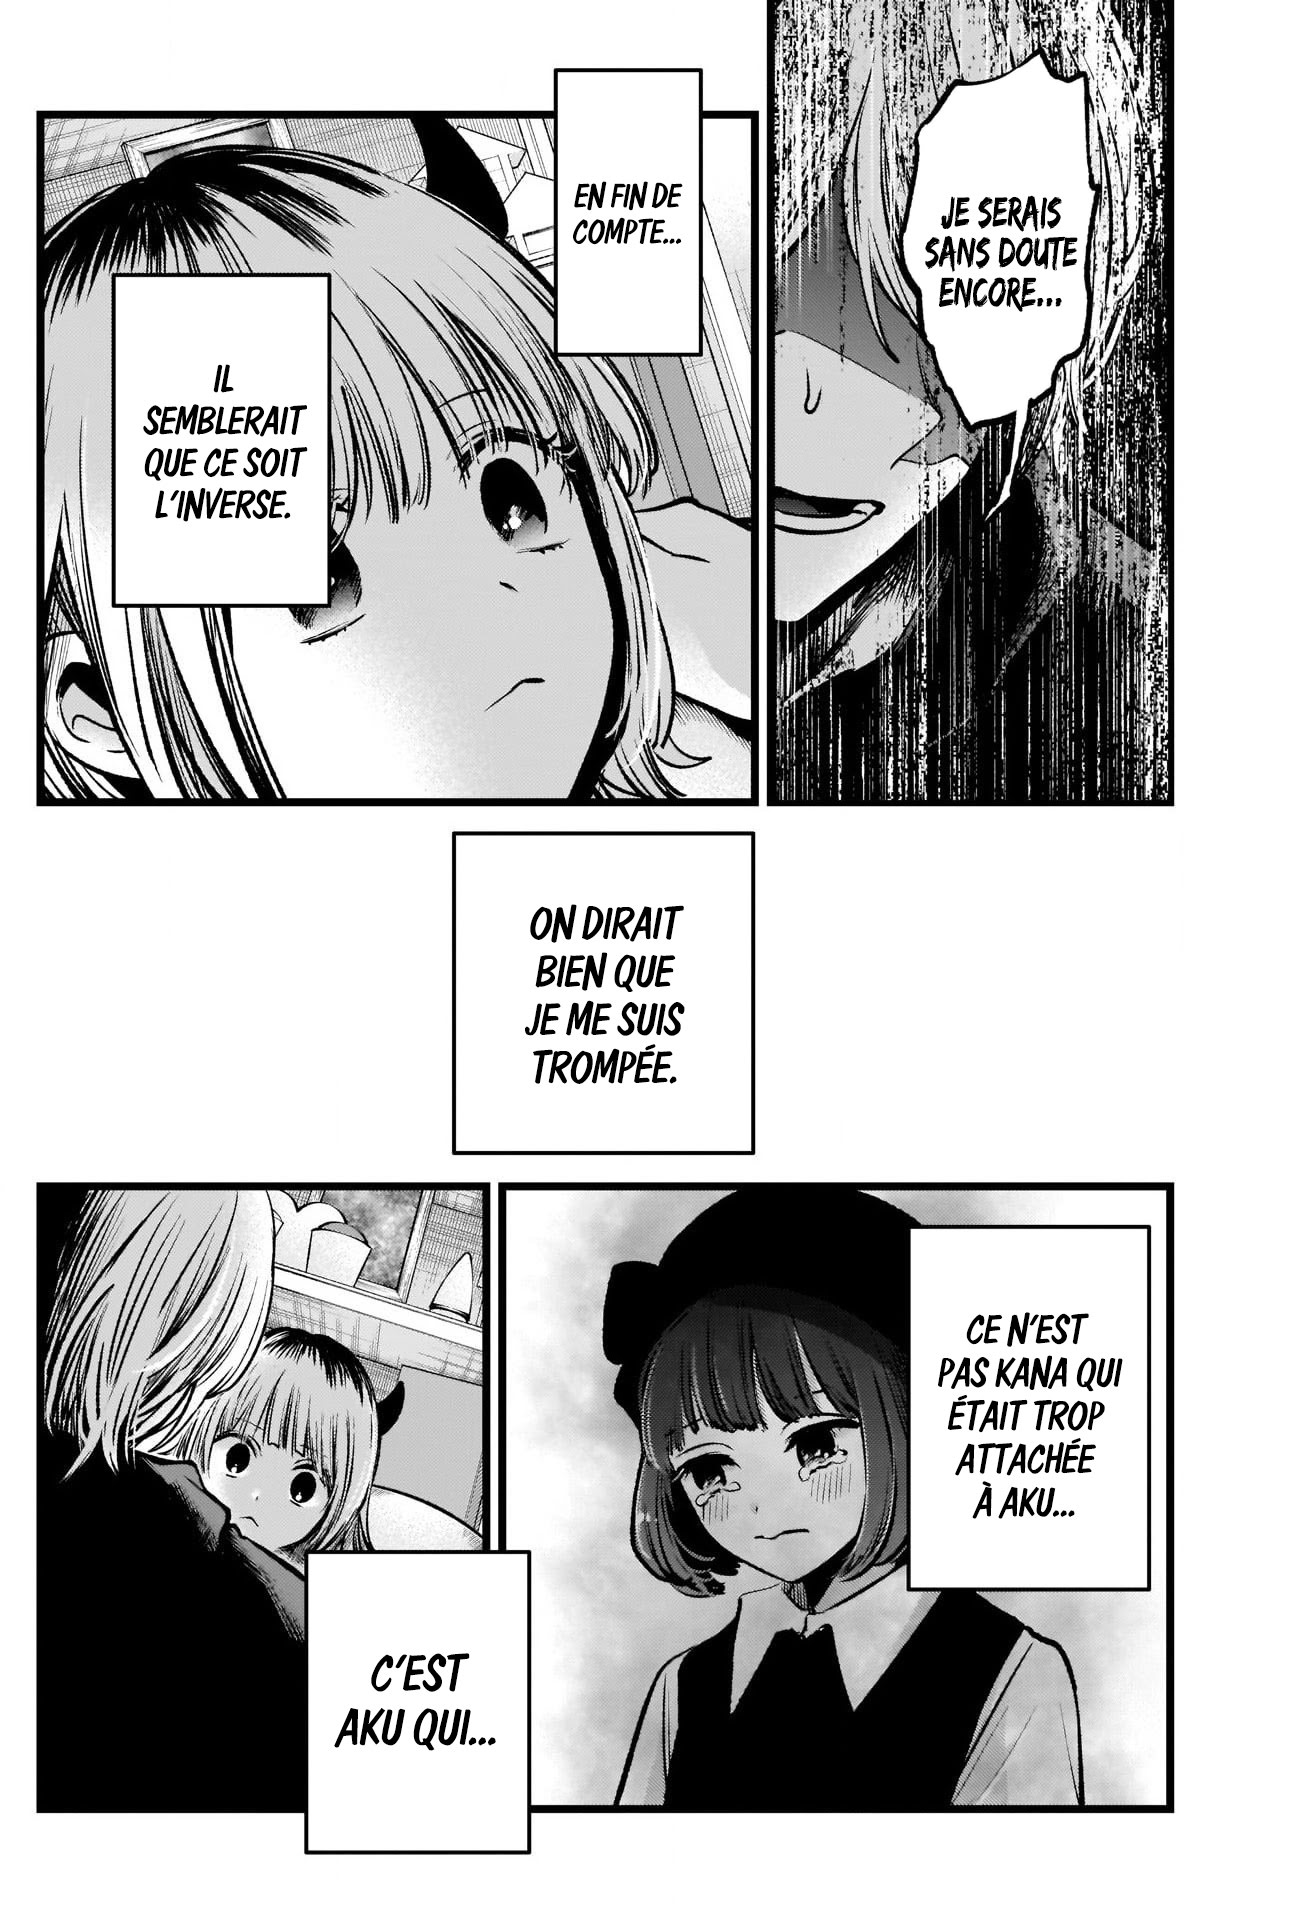 JE SERAIS
SANS DOUTE
ENCORE...
EN FIN DE
COMPTE...
IL
SEMBLERAIT
QUE CE SOIT
L'INVERSE.
ON DIRAIT
BIEN QUE
JE ME SUIS
TROMPÉE.
CE N'EST
PAS KANA QUI
ÉTAIT TROP
ATTACHÉE
À AKU...
C'EST
AKU QUI...